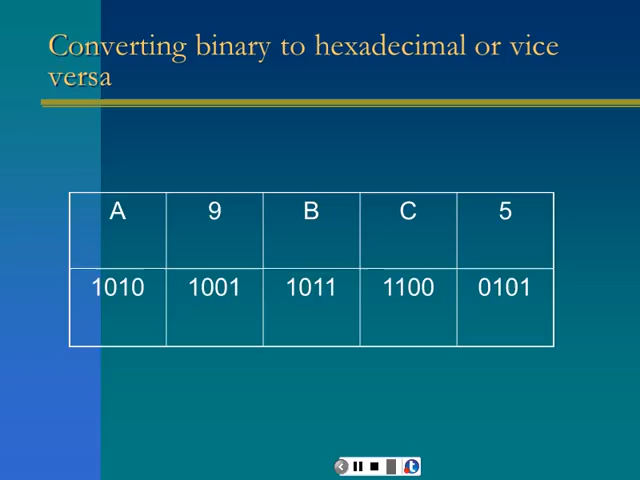 Converting binary to hexadecimal or vice
versa
A 9 B C 5
1010 1001 1011 1100 0101